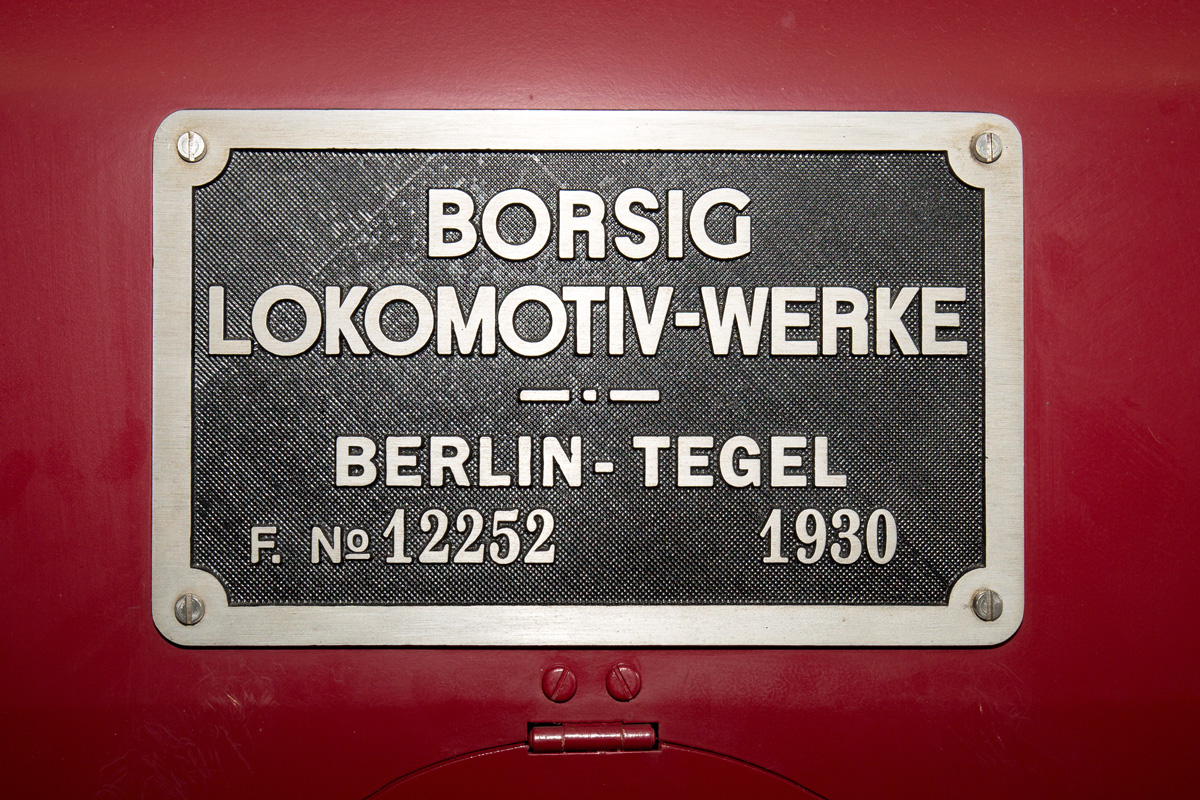 BORSIG
LOKOMOTIV-WERKE
BERLIN-TEGEL
F. No 12252 1930